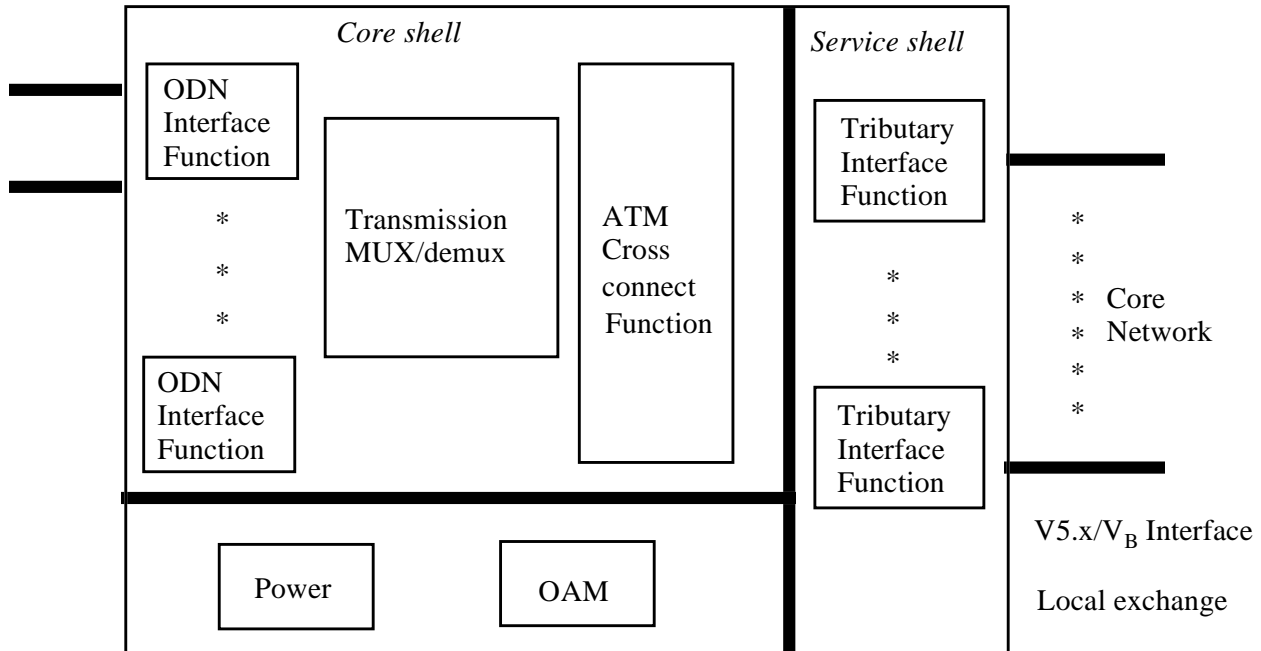 Core shell
Service shell
ODN
Interface
Function
*
*
*
ODN
Interface
Function
Transmission
MUX/demux
ATM
Cross
connect
Function
Tributary
Interface
Function
*
*
*
Tributary
Interface
Function
*
*
* Core
* Network
*
*
V5.x/VB Interface
Local exchange
Power
OAM